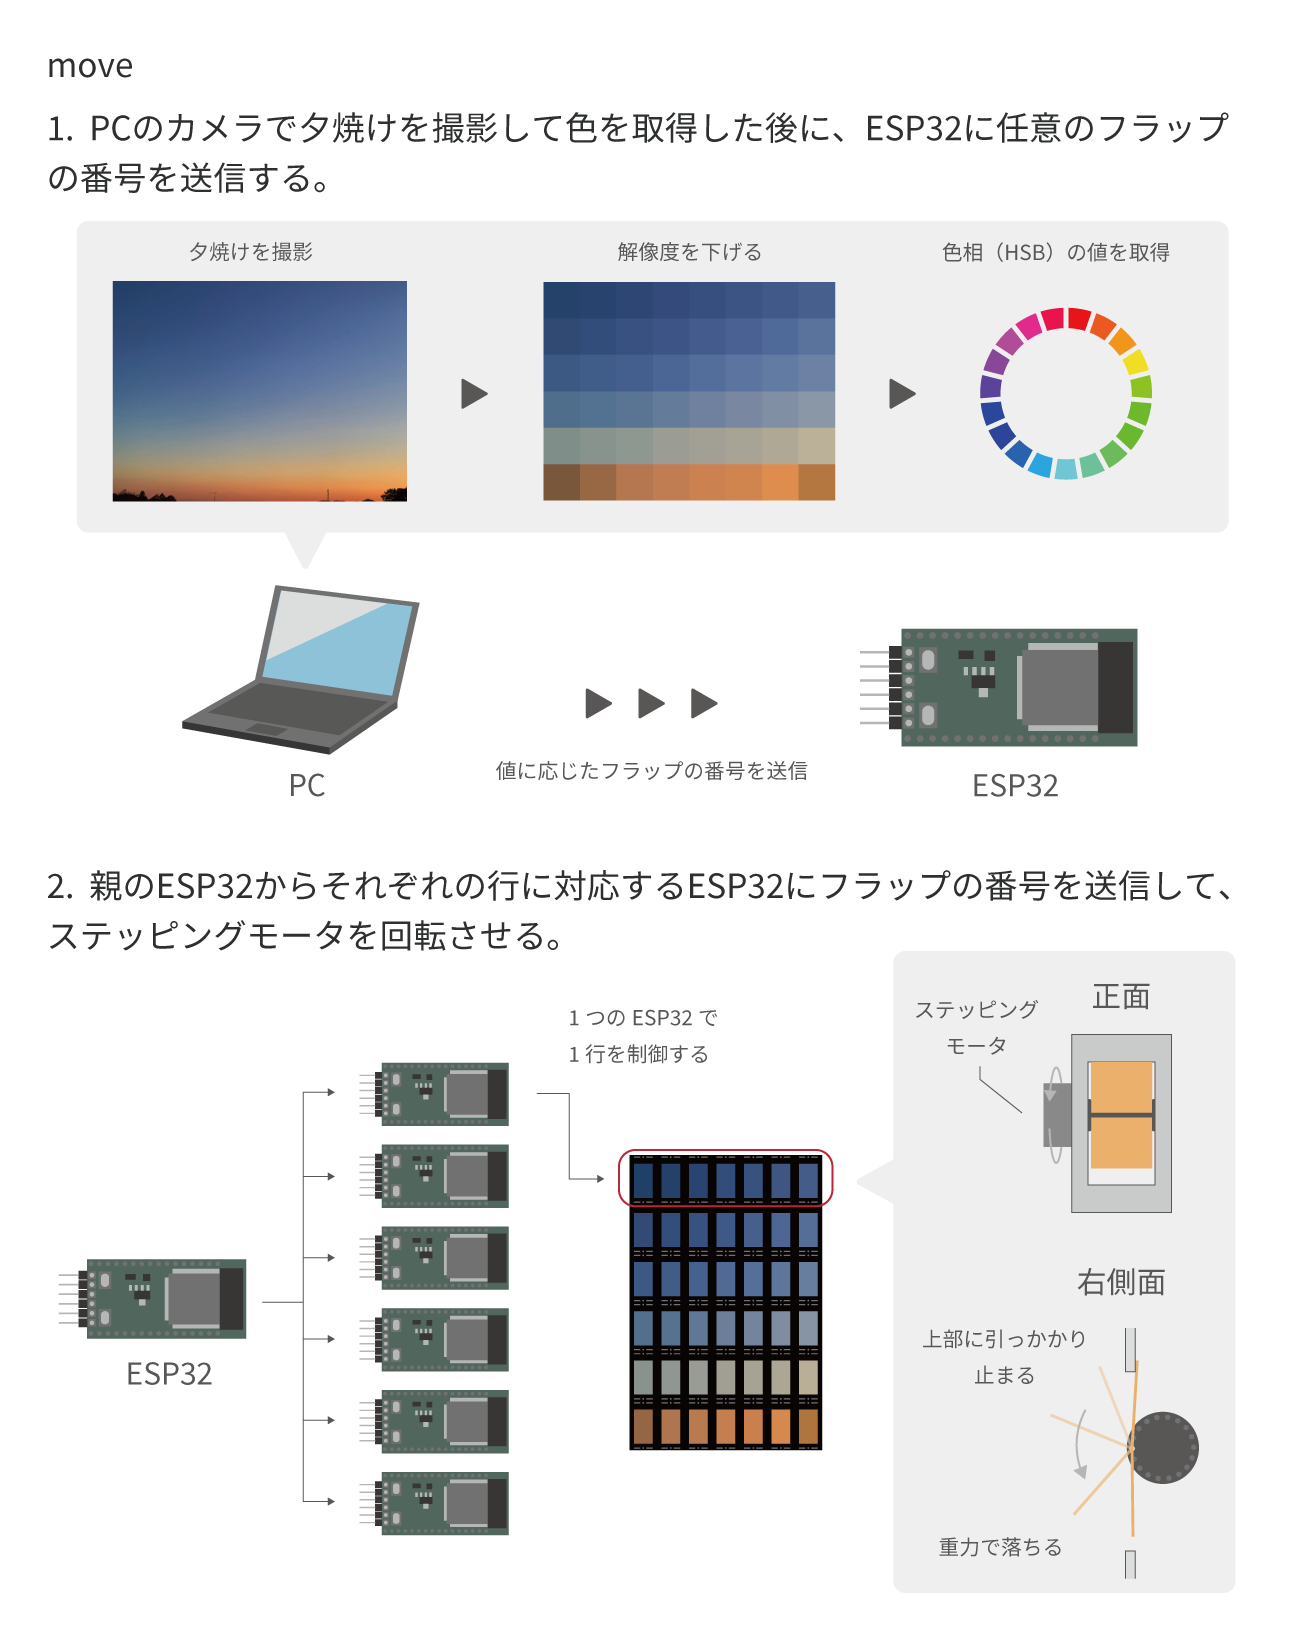 move
1. PCのカメラで夕焼けを撮影して色を取得した後に、ESP32に任意のフラップ
の番号を送信する。
夕焼けを撮影
解像度を下げる
色相（HSB）の値を取得
PC
値に応じたフラップの番号を送信
ESP32
2. 親のESP32からそれぞれの行に対応するESP32にフラップの番号を送信して、
ステッピングモータを回転させる。
1 つの ESP32 で
1 行を制御する
ESP32
正面
ステッピング
モータ
右側面
上部に引っかかり
止まる
重力で落ちる